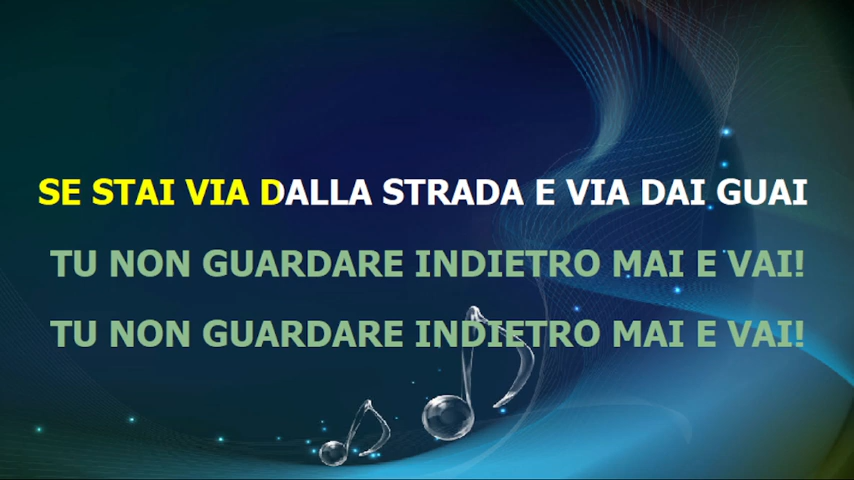 SE STAI VIA DALLA STRADA E VIA DAI GUAI
TU NON GUARDARE INDIETRO MAI E VAI!
TU NON GUARDARE INDIETRO MAI E VAI!